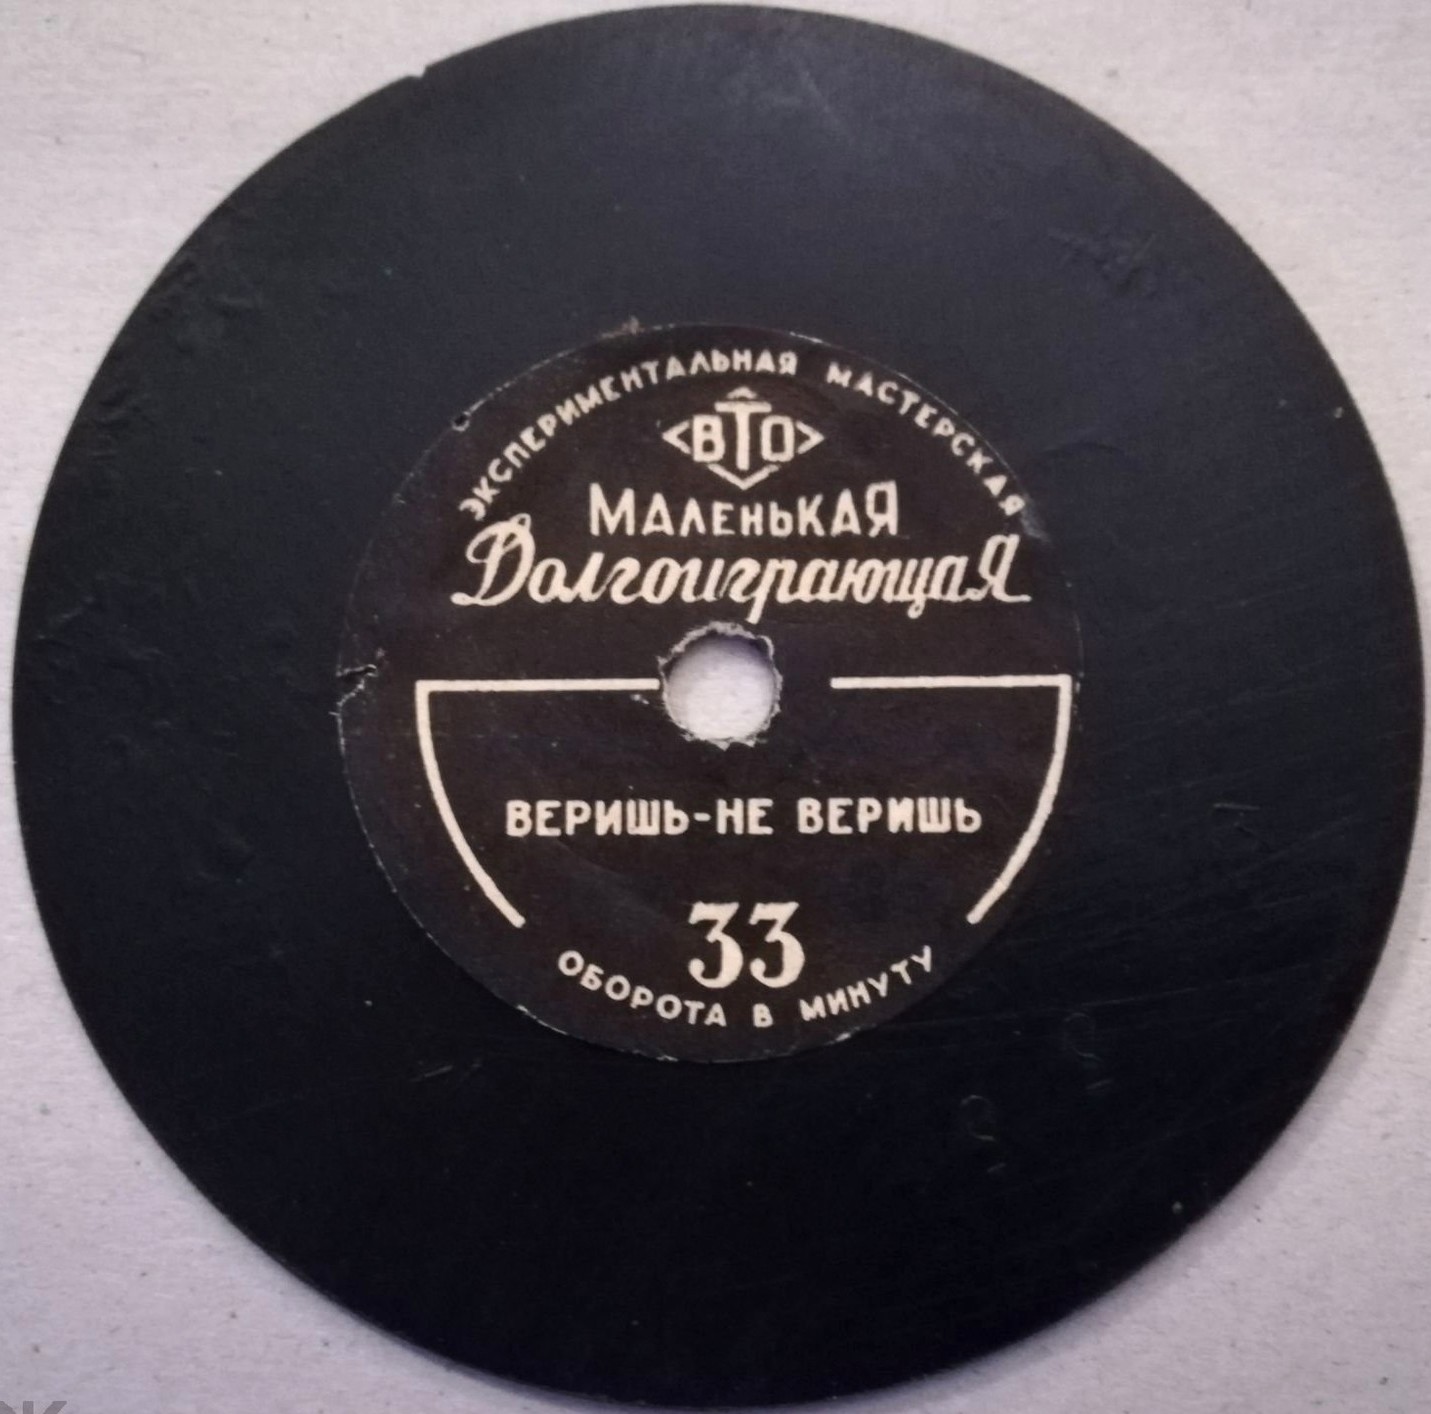 ЭКСПЕРИМЕНТАЛЬНАЯ МАСТЕРСКАЯ
ВТО
МАЛЕНЬКАЯ
ДолгоиграющаЯ
ВЕРИШЬ-НЕ ВЕРИШЬ
33
ОБОРОТА В МИНУТУ